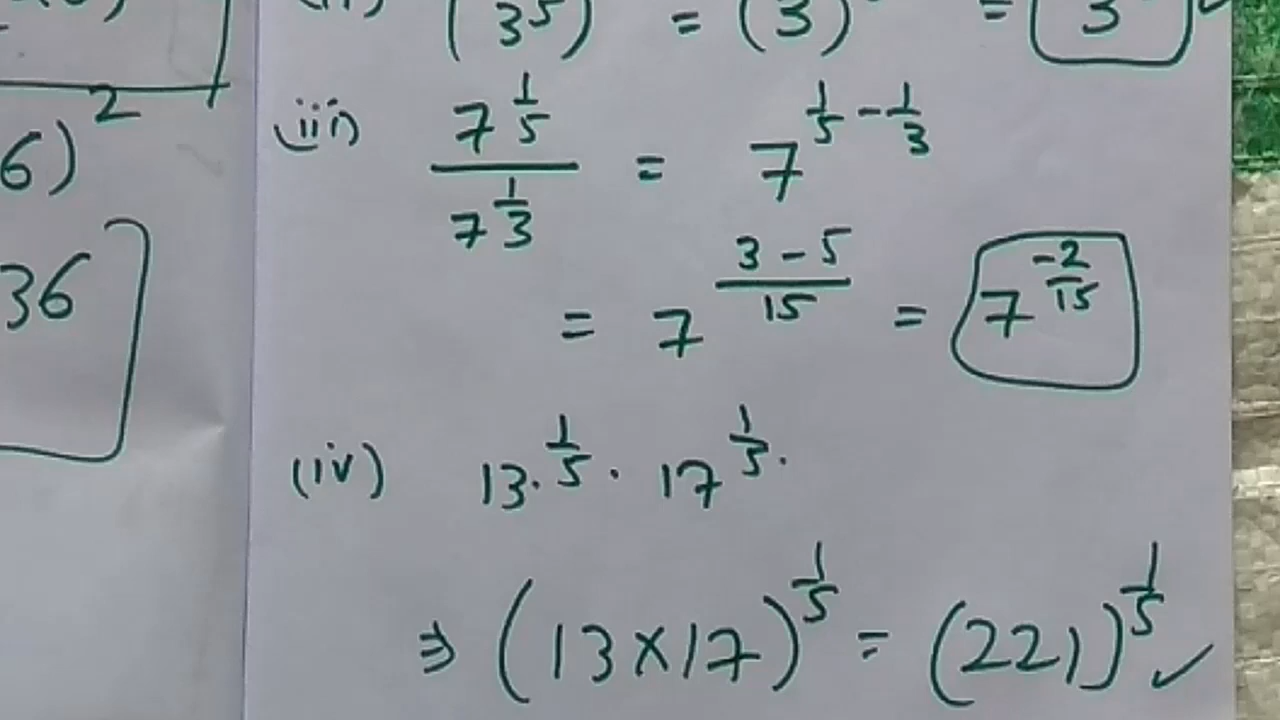 (3^5) = (3) = 3
6)^2
36
(iii) 7^(1/5) / 7^(1/3) = 7^(1/5 - 1/3)
= 7^((3-5)/15) = 7^(-2/15)
(iv) 13.^(1/5) . 17^(1/5).
⇒ (13×17)^(1/5) = (221)^(1/5) ✓